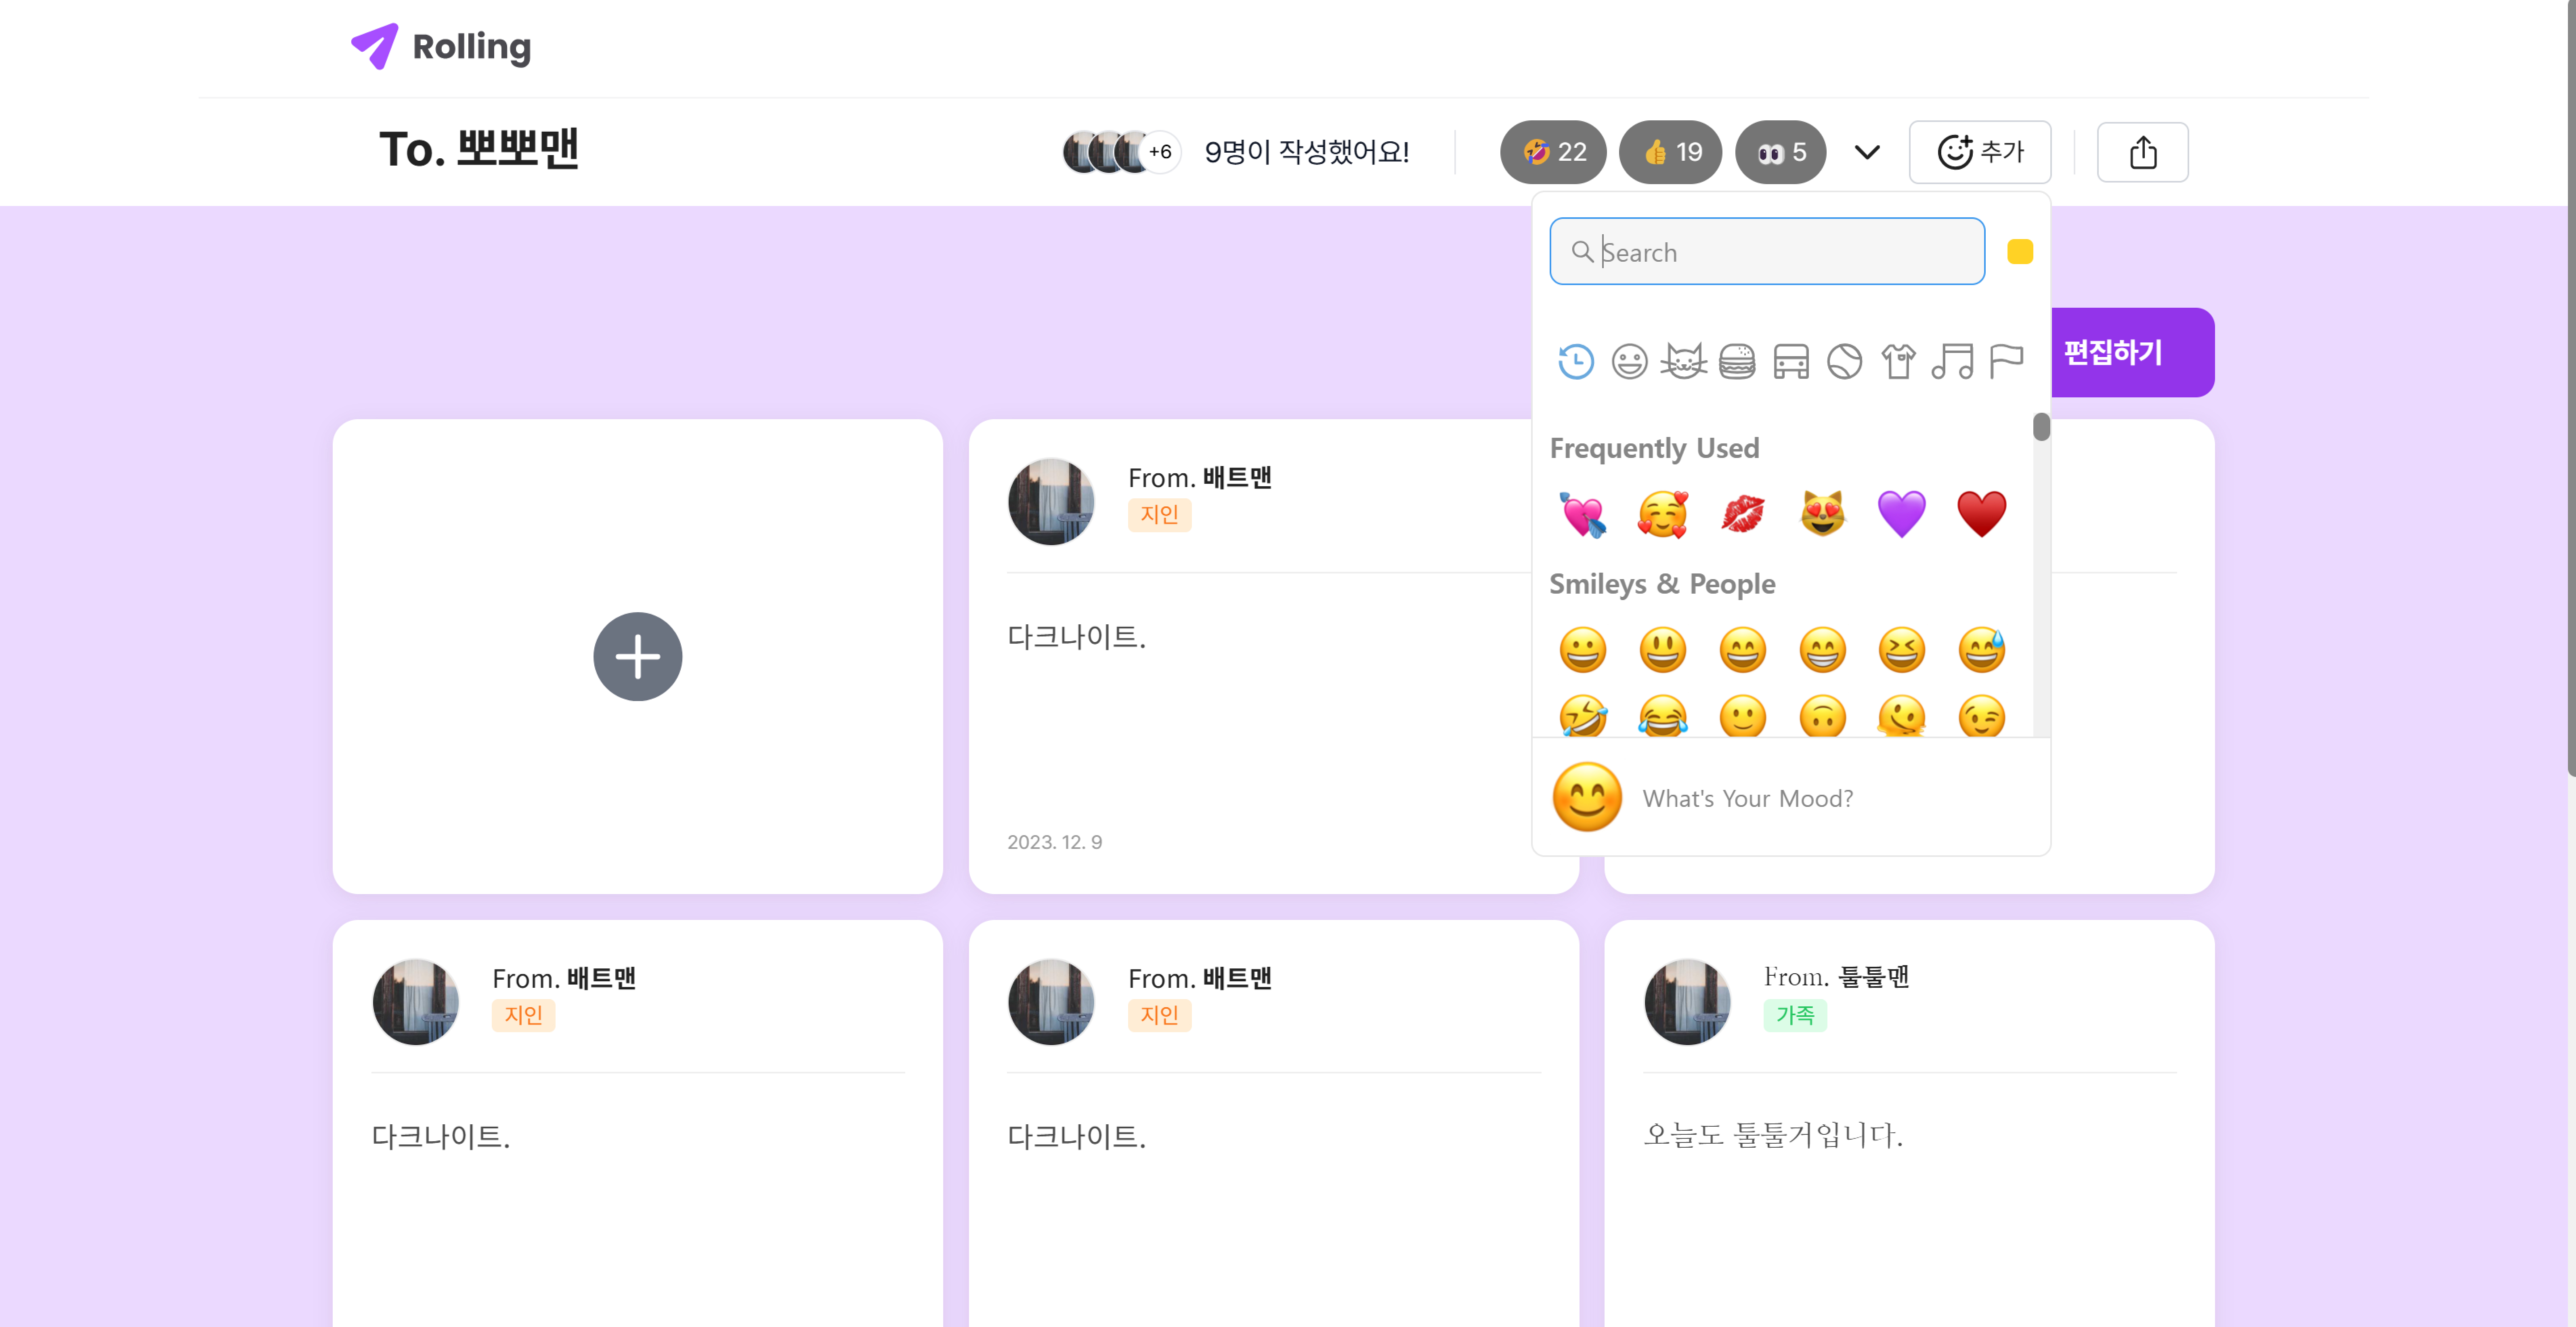 Rolling
To. 뽀뽀맨
+6 9명이 작성했어요! 🤣 22 👍 19 👀 5 추가
Search
편집하기
Frequently Used
Smileys & People
What's Your Mood?
From. 배트맨
지인
다크나이트.
2023. 12. 9
From. 배트맨
지인
다크나이트.
From. 배트맨
지인
다크나이트.
From. 툴툴맨
가족
오늘도 툴툴거입니다.